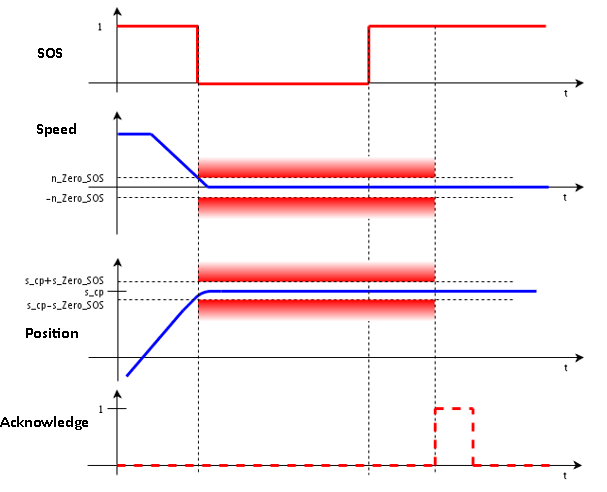 1
SOS
t
Speed
n_Zero_SOS
-n_Zero_SOS
t
s_cp+s_Zero_SOS
s_cp
s_cp-s_Zero_SOS
Position
t
1
Acknowledge
t